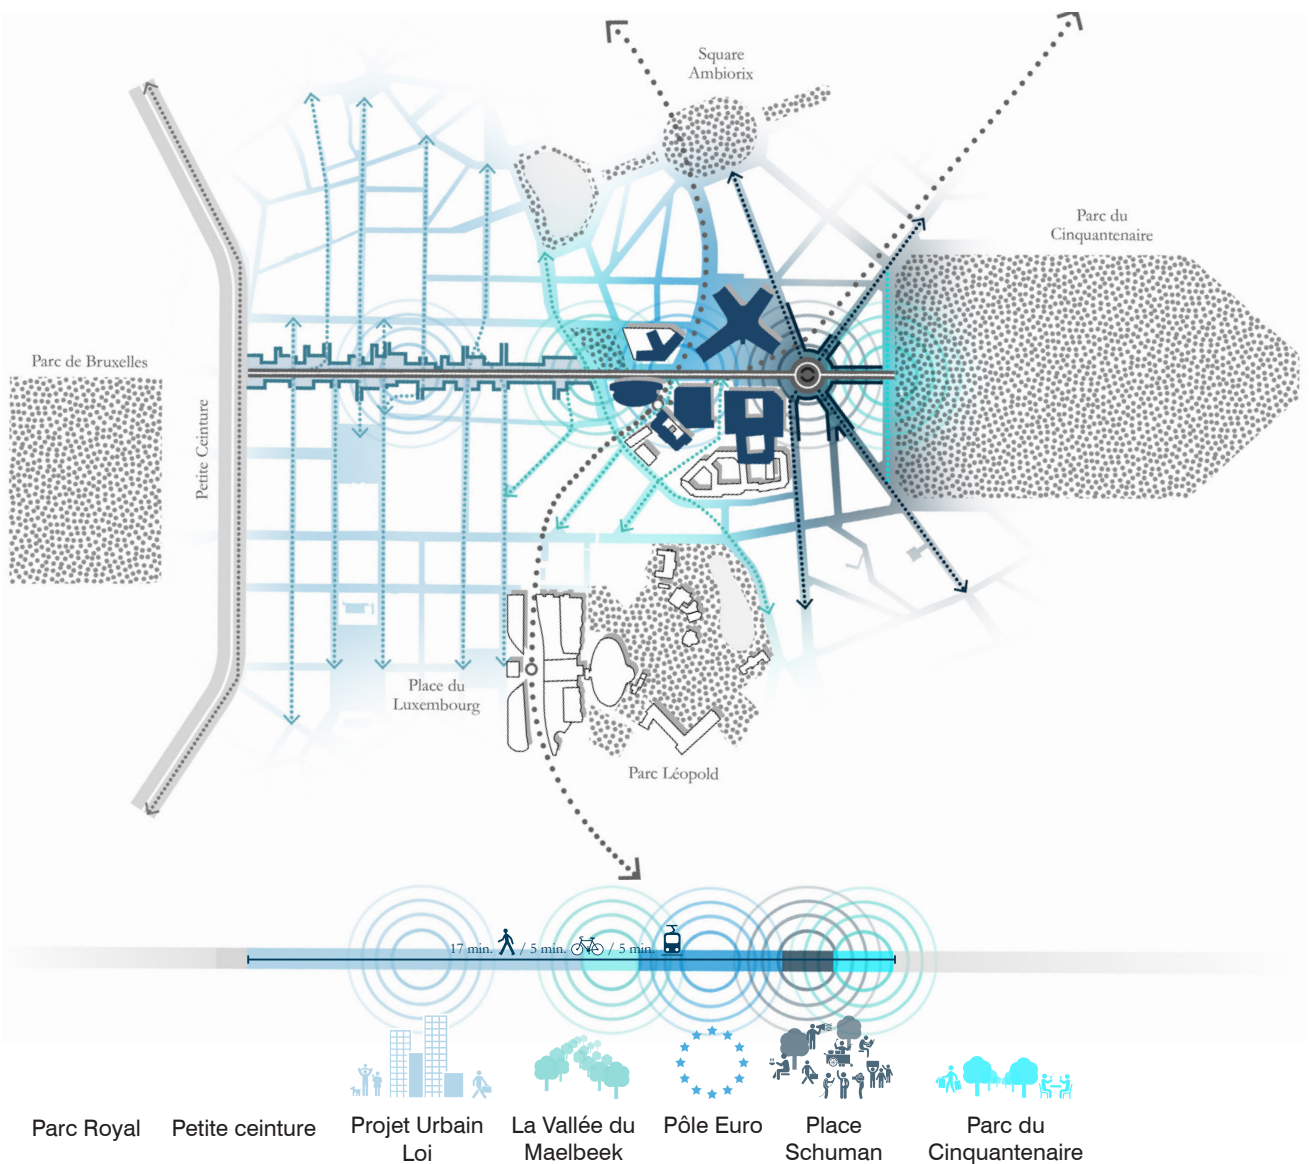 Square
Ambiorix
Parc du
Cinquantenaire
Parc de Bruxelles
Petite Ceinture
Place du
Luxembourg
Parc Léopold
17 min. / 5 min. / 5 min.
Parc Royal
Petite ceinture
Projet Urbain
Loi
La Vallée du
Maelbeek
Pôle Euro
Place
Schuman
Parc du
Cinquantenaire